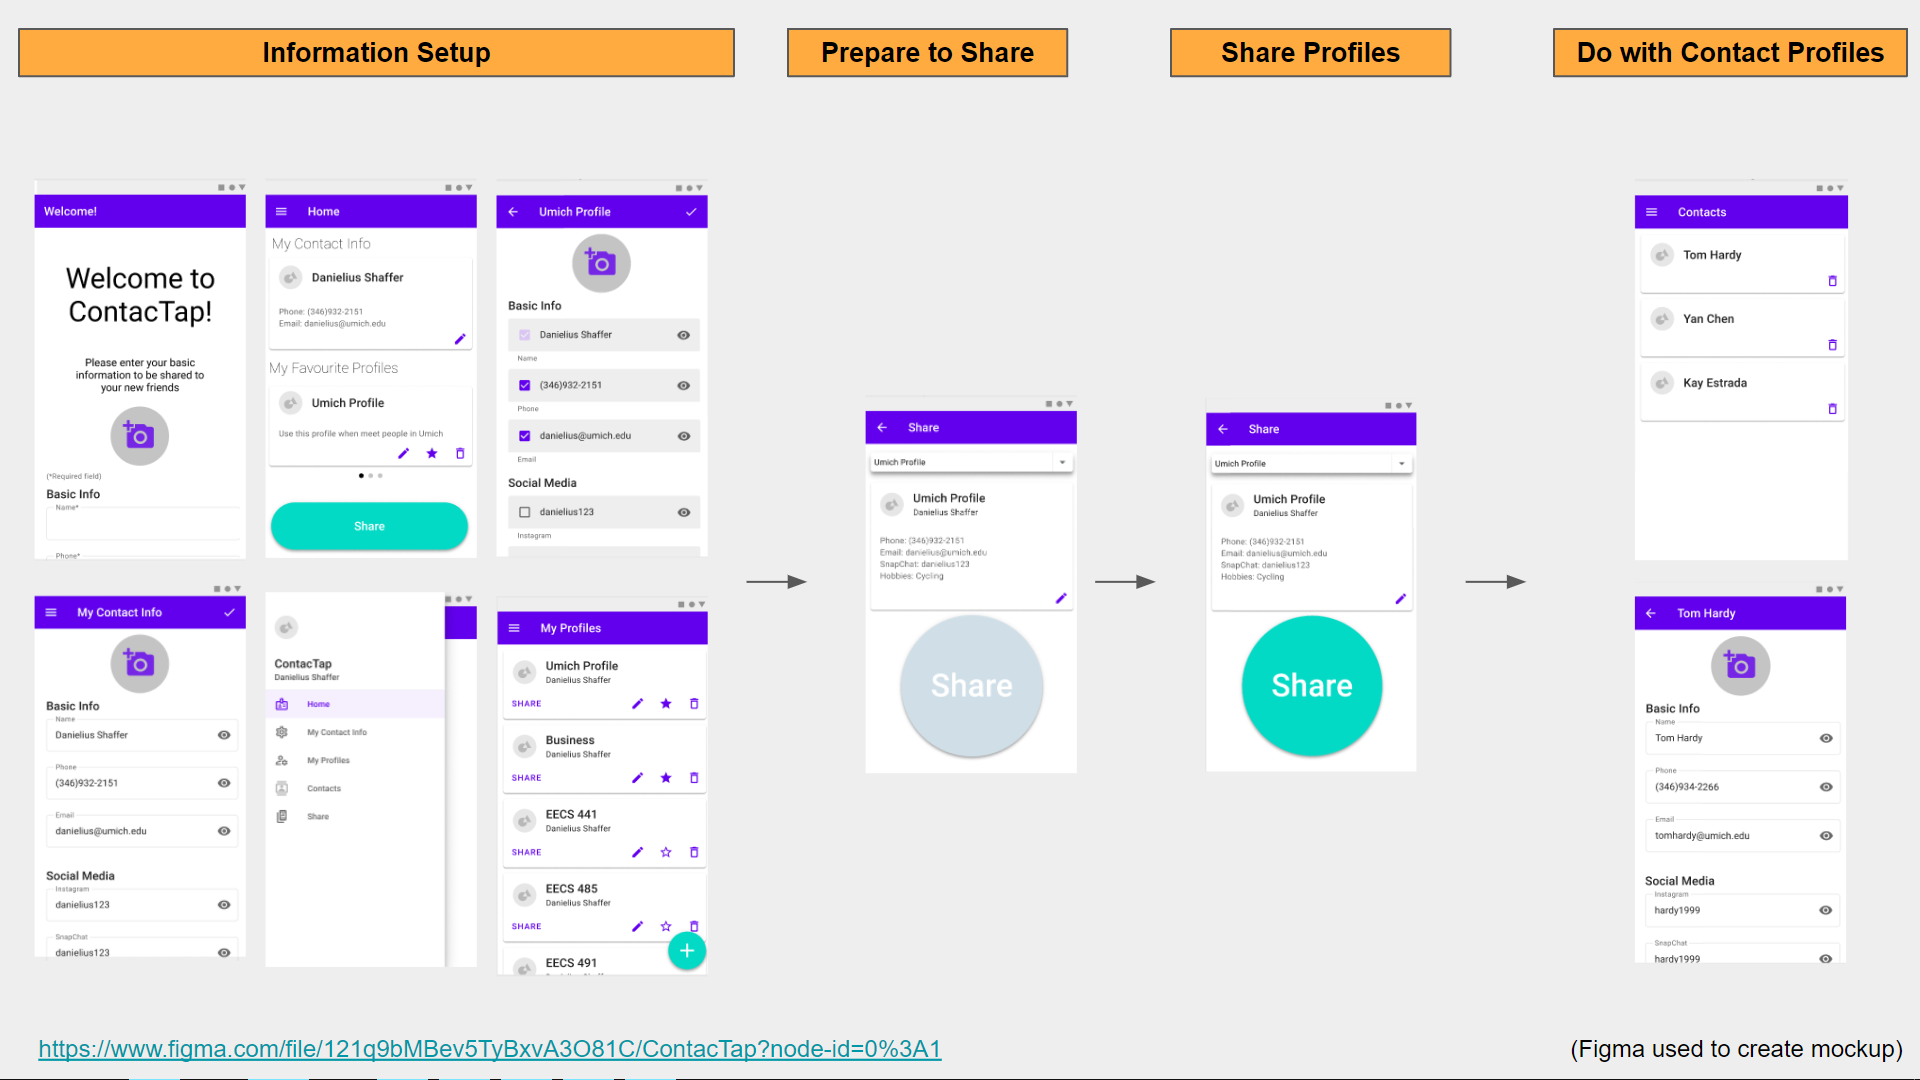 Information Setup
Prepare to Share
Share Profiles
Do with Contact Profiles
Welcome!
Welcome to
ContacTap!
Please enter your basic
information to be shared to
your new friends
(*Required field)
Basic Info
Name*
Phone*
Home
My Contact Info
Danielius Shaffer
Phone: (346)932-2151
Email: danielius@umich.edu
My Favourite Profiles
Umich Profile
Use this profile when meet people in Umich
Share
Umich Profile
Basic Info
Danielius Shaffer
Name
(346)932-2151
Phone
danielius@umich.edu
Email
Social Media
danielius123
Instagram
My Contact Info
Basic Info
Name
Danielius Shaffer
Phone
(346)932-2151
Email
danielius@umich.edu
Social Media
Instagram
danielius123
SnapChat
danielius123
ContacTap
Danielius Shaffer
Home
My Contact Info
My Profiles
Contacts
Share
My Profiles
Umich Profile
Danielius Shaffer
SHARE
Business
Danielius Shaffer
SHARE
EECS 441
Danielius Shaffer
SHARE
EECS 485
Danielius Shaffer
SHARE
EECS 491
Share
Umich Profile
Umich Profile
Danielius Shaffer
Phone: (346)932-2151
Email: danielius@umich.edu
SnapChat: danielius123
Hobbies: Cycling
Share
Share
Umich Profile
Umich Profile
Danielius Shaffer
Phone: (346)932-2151
Email: danielius@umich.edu
SnapChat: danielius123
Hobbies: Cycling
Share
Contacts
Tom Hardy
Yan Chen
Kay Estrada
Tom Hardy
Basic Info
Name
Tom Hardy
Phone
(346)934-2266
Email
tomhardy@umich.edu
Social Media
Instagram
hardy1999
SnapChat
hardy1999
https://www.figma.com/file/121q9bMBev5TyBxvA3O81C/ContacTap?node-id=0%3A1
(Figma used to create mockup)